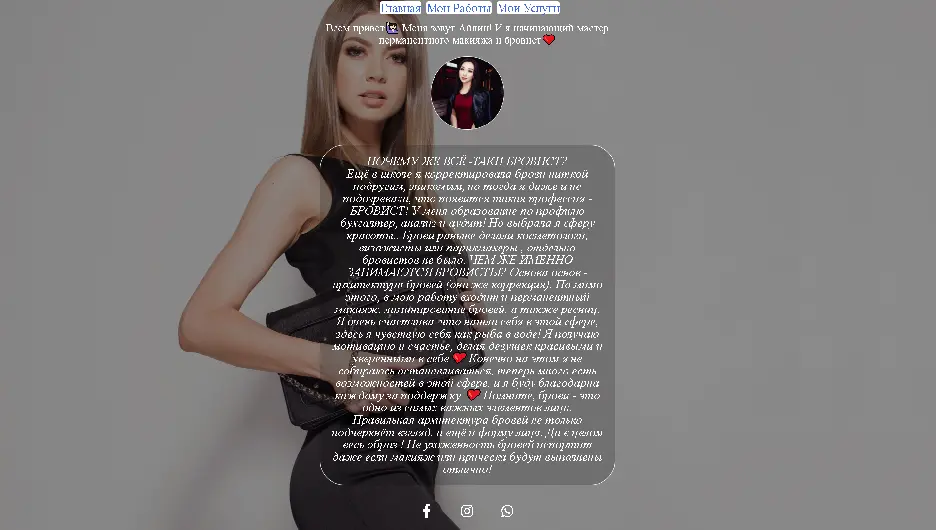 Главная Мои Работы Мои Услуги
Всем привет🙋🏻‍♀️ Меня зовут Айлин! И я начинающий мастер
перманентного макияжа и бровист❤️
ПОЧЕМУ ЖЕ ВСЁ -ТАКИ БРОВИСТ?
Ещё в школе я корректировала брови ниткой
подругам, знакомым, но тогда я даже и не
подозревала, что появится такая профессия -
БРОВИСТ! У меня образование по профилю
бухгалтер, анализ и аудит! Но выбрала я сферу
красоты.. Брови раньше делали косметологи,
визажисты или парикмахеры , отдельно
бровистов не было. ЧЕМ ЖЕ ИМЕННО
ЗАНИМАЮТСЯ БРОВИСТЫ? Основа основ -
архитектура бровей (она же коррекция). Помимо
этого, в мою работу входит и перманентный
макияж, ламинирование бровей, а также ресниц.
Я очень счастлива ,что нашла себя в этой сфере,
здесь я чувствую себя как рыба в воде! Я получаю
мотивацию и счастье, делая девушек красивыми и
уверенными в себе ❤️ Конечно на этом я не
собираюсь останавливаться, теперь много есть
возможностей в этой сфере, и я буду благодарна
каждому за поддержку ❤️ Помните, брови - это
одно из самых важных элементов лица.
Правильная архитектура бровей не только
подчеркнёт взгляд, и ещё и форму лица. Да в целом
весь образ ! Не ухоженность бровей испортит
даже если макияж или прическа будут выполнены
отлично!